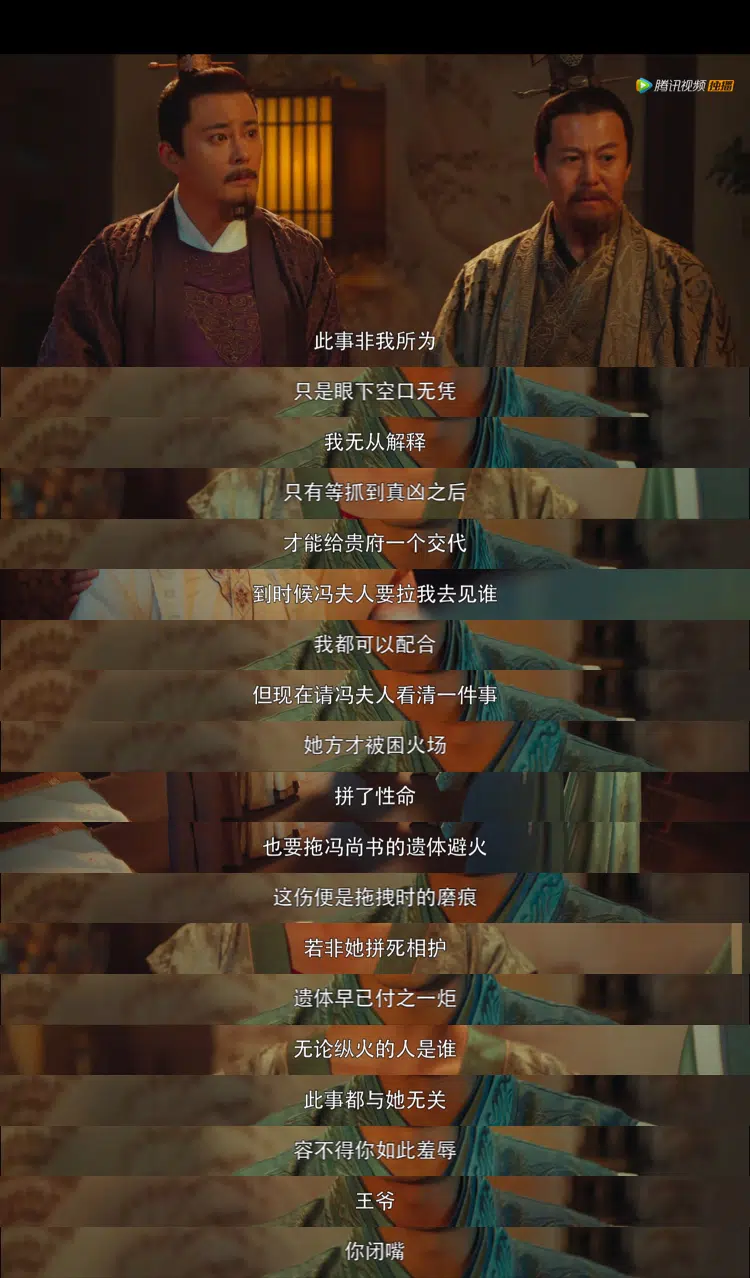 腾讯视频 独播
此事非我所为
只是眼下空口无凭
我无从解释
只有等抓到真凶之后
才能给贵府一个交代
到时候冯夫人要拉我去见谁
我都可以配合
但现在请冯夫人看清一件事
她方才被困火场
拼了性命
也要拖冯尚书的遗体避火
这伤便是拖拽时的磨痕
若非她拼死相护
遗体早已付之一炬
无论纵火的人是谁
此事都与她无关
容不得你如此羞辱
王爷
你闭嘴